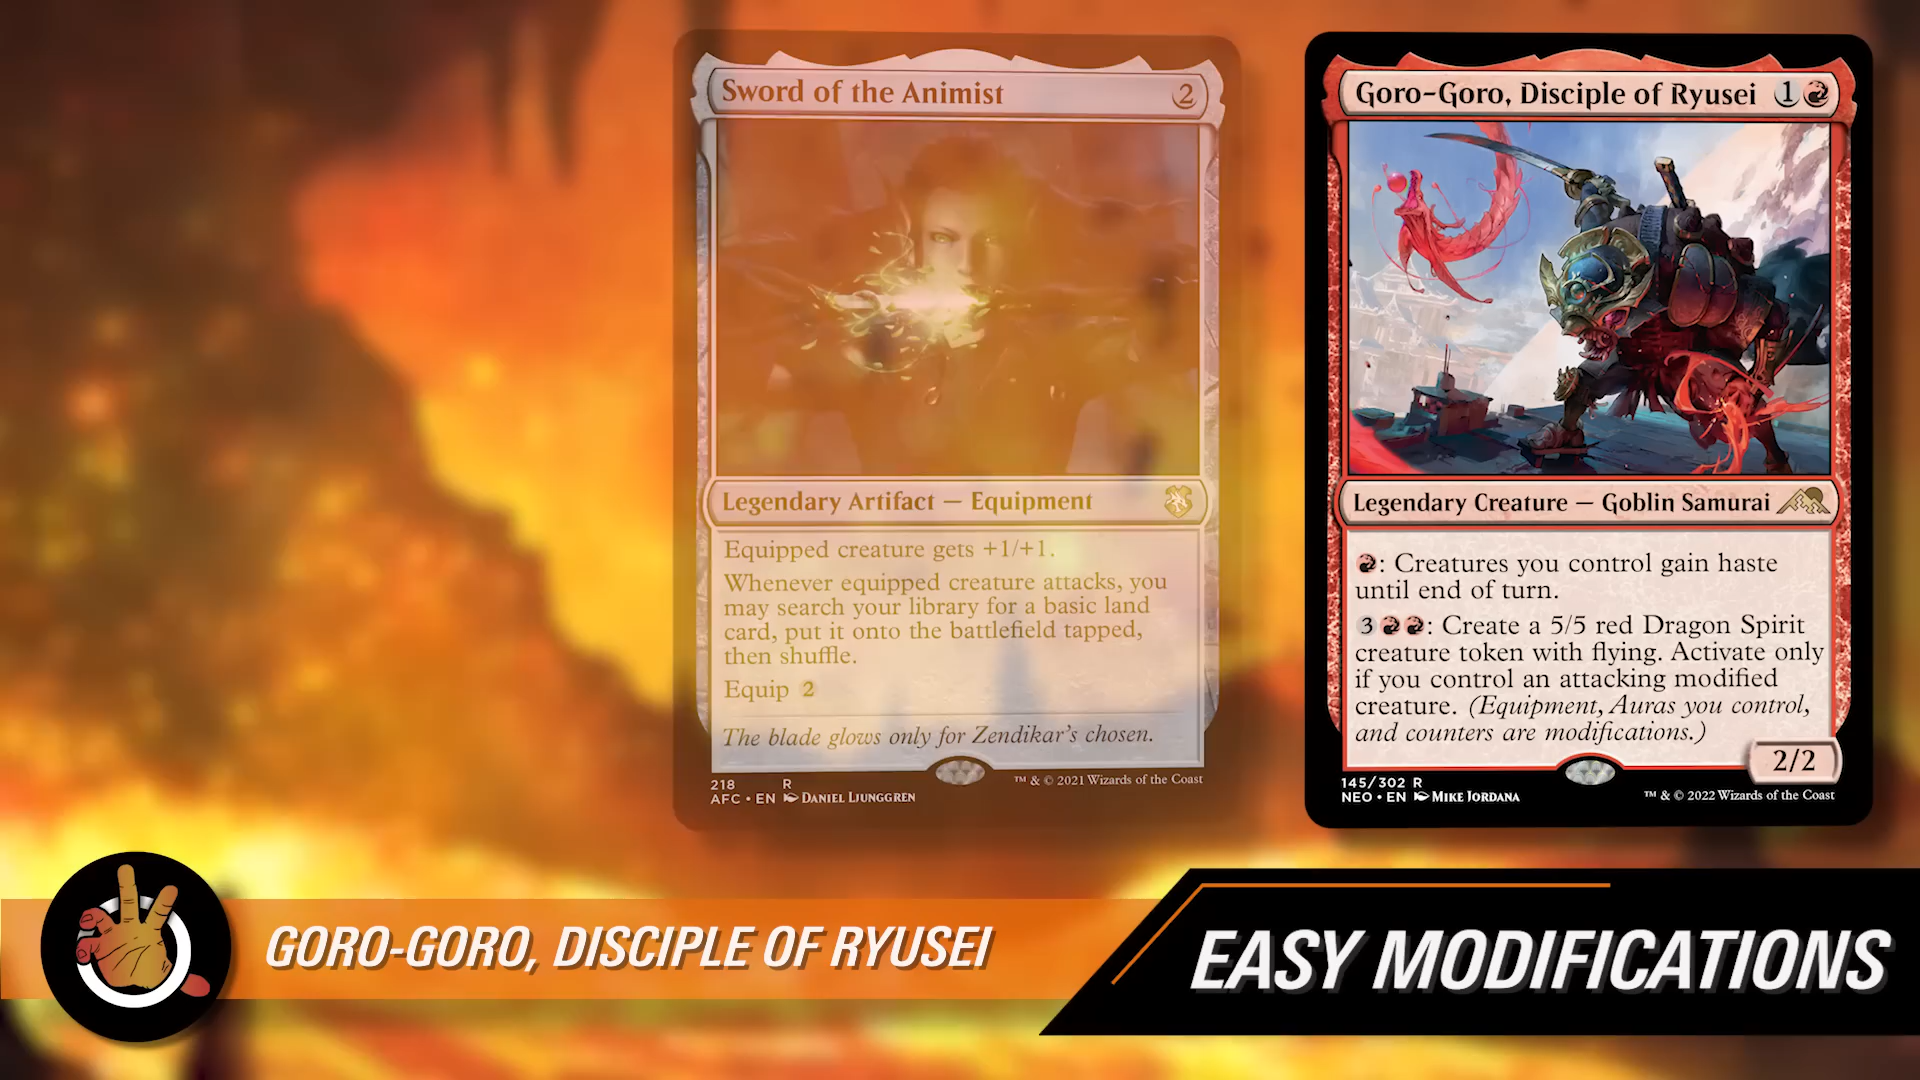 Sword of the Animist 2
Legendary Artifact — Equipment
Equipped creature gets +1/+1.
Whenever equipped creature attacks, you
may search your library for a basic land
card, put it onto the battlefield tapped,
then shuffle.
Equip 2
The blade glows only for Zendikar's chosen.
218 R
AFC • EN Daniel Ljunggren
™ & © 2021 Wizards of the Coast
Goro-Goro, Disciple of Ryusei 1
Legendary Creature — Goblin Samurai
: Creatures you control gain haste
until end of turn.
3: Create a 5/5 red Dragon Spirit
creature token with flying. Activate only
if you control an attacking modified
creature. (Equipment, Auras you control,
and counters are modifications.)
2/2
145/302 R
NEO • EN Mike Jordana
™ & © 2022 Wizards of the Coast
GORO-GORO, DISCIPLE OF RYUSEI
EASY MODIFICATIONS